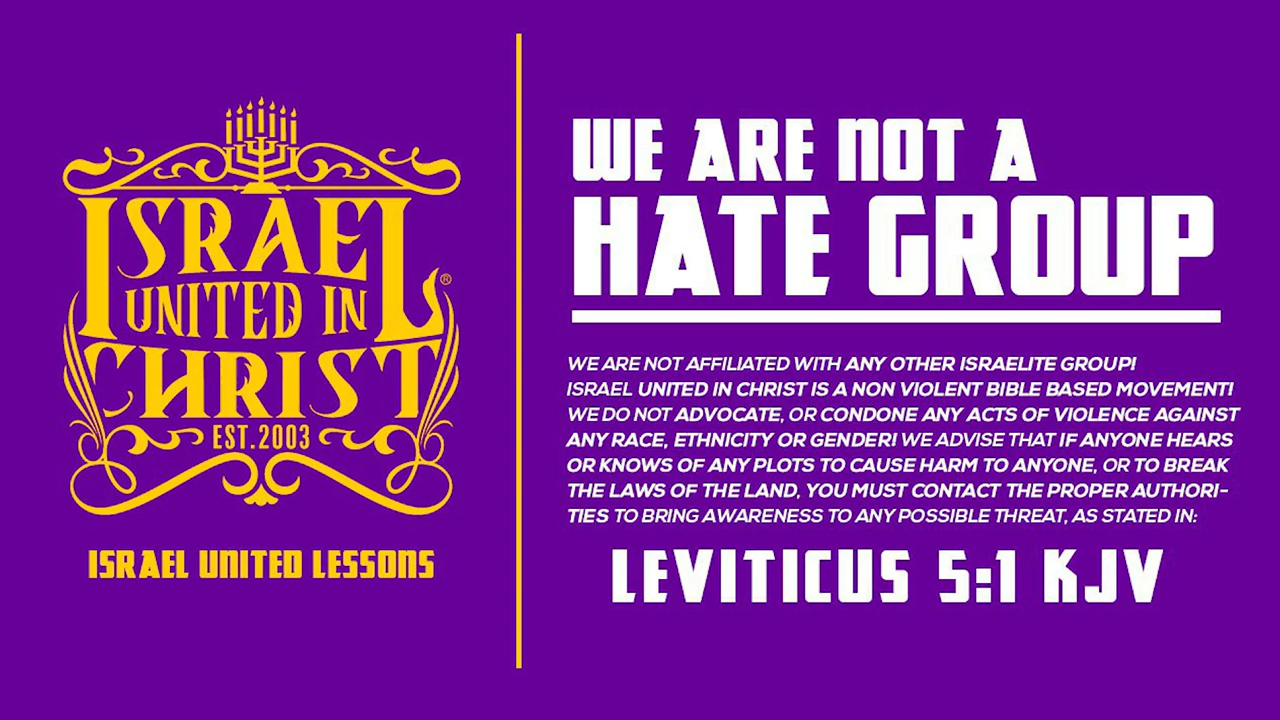 ISRAEL
UNITED IN
CHRIST
®
EST.2003
ISRAEL UNITED LESSONS
WE ARE NOT A
HATE GROUP
WE ARE NOT AFFILIATED WITH ANY OTHER ISRAELITE GROUP!
ISRAEL UNITED IN CHRIST IS A NON VIOLENT BIBLE BASED MOVEMENT!
WE DO NOT ADVOCATE, OR CONDONE ANY ACTS OF VIOLENCE AGAINST
ANY RACE, ETHNICITY OR GENDER! WE ADVISE THAT IF ANYONE HEARS
OR KNOWS OF ANY PLOTS TO CAUSE HARM TO ANYONE, OR TO BREAK
THE LAWS OF THE LAND, YOU MUST CONTACT THE PROPER AUTHORI-
TIES TO BRING AWARENESS TO ANY POSSIBLE THREAT, AS STATED IN:
LEVITICUS 5:1 KJV